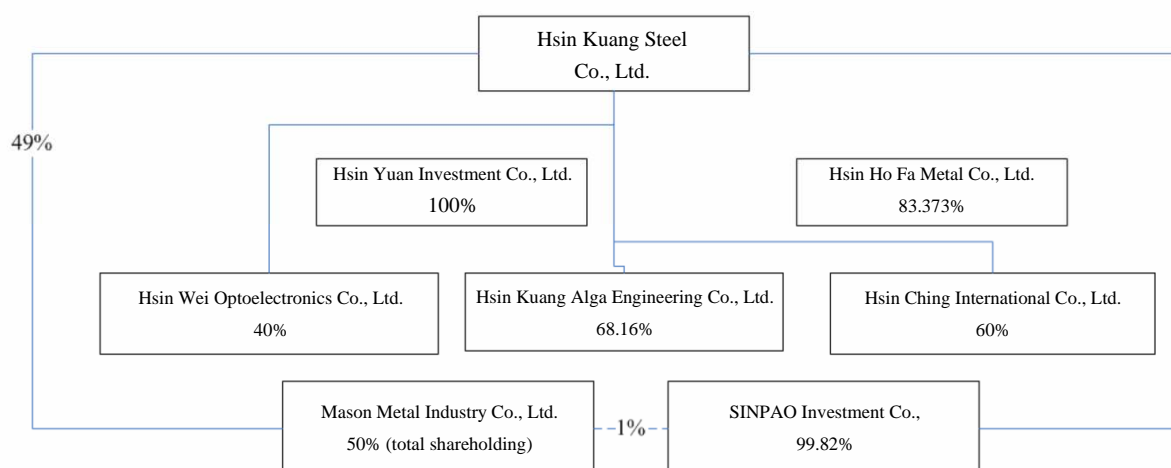 Hsin Kuang Steel
Co., Ltd.
49%
Hsin Yuan Investment Co., Ltd.
100%
Hsin Ho Fa Metal Co., Ltd.
83.373%
Hsin Wei Optoelectronics Co., Ltd.
40%
Hsin Kuang Alga Engineering Co., Ltd.
68.16%
Hsin Ching International Co., Ltd.
60%
Mason Metal Industry Co., Ltd.
50% (total shareholding)
1%
SINPAO Investment Co.,
99.82%